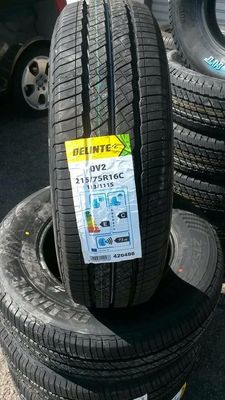 DELINTE
DV2
215/75R16C
113/111S
E
C
420486